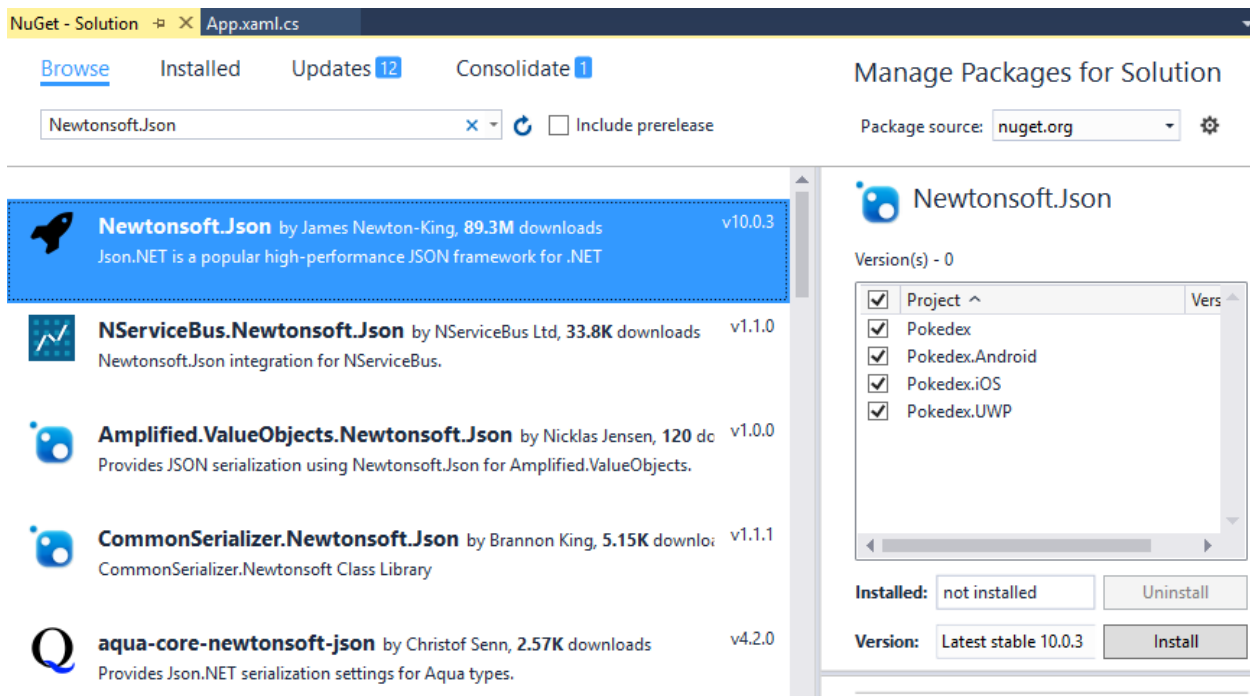 NuGet - Solution
App.xaml.cs
Browse Installed Updates 12 Consolidate 1
Manage Packages for Solution
Newtonsoft.Json
Include prerelease
Package source: nuget.org
Newtonsoft.Json by James Newton-King, 89.3M downloads v10.0.3
Json.NET is a popular high-performance JSON framework for .NET
NServiceBus.Newtonsoft.Json by NServiceBus Ltd, 33.8K downloads v1.1.0
Newtonsoft.Json integration for NServiceBus.
Amplified.ValueObjects.Newtonsoft.Json by Nicklas Jensen, 120 do v1.0.0
Provides JSON serialization using Newtonsoft.Json for Amplified.ValueObjects.
CommonSerializer.Newtonsoft.Json by Brannon King, 5.15K downloa v1.1.1
CommonSerializer.Newtonsoft Class Library
aqua-core-newtonsoft-json by Christof Senn, 2.57K downloads v4.2.0
Provides Json.NET serialization settings for Aqua types.
Newtonsoft.Json
Version(s) - 0
Project Vers
Pokedex
Pokedex.Android
Pokedex.iOS
Pokedex.UWP
Installed: not installed Uninstall
Version: Latest stable 10.0.3 Install